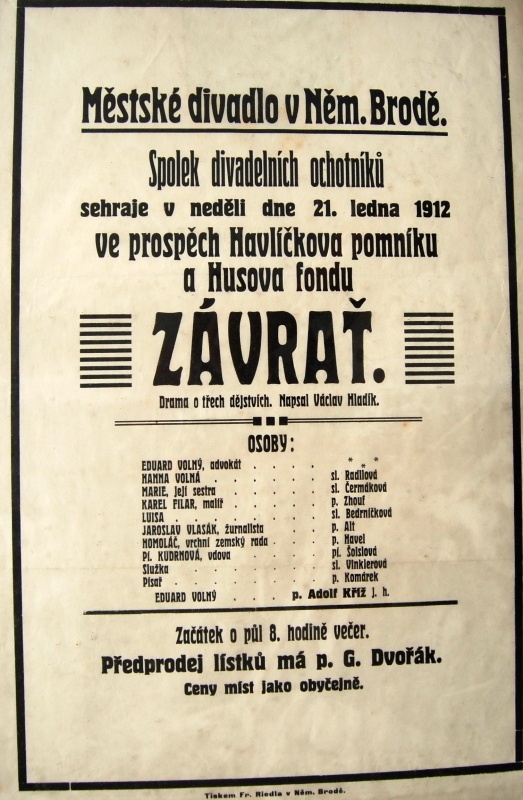 Městské divadlo v Něm. Brodě.
Spolek divadelních ochotníků
sehraje v neděli dne 21. ledna 1912
ve prospěch Havlíčkova pomníku
a Husova fondu
ZÁVRAŤ.
Drama o třech dějstvích. Napsal Václav Hladík.
OSOBY:
EDUARD VOLNÝ, advokát . . . . * * *
HANNA VOLNÁ . . . . . . sl. Radilová
MARIE, její sestra . . . . . sl. Čermáková
KAREL FILAR, malíř . . . . . p. Zhouf
LUISA . . . . . . . sl. Bedrníčková
JAROSLAV VLASÁK, žurnalista . . . p. Alt
HOMOLÁČ, vrchní zemský rada . . . p. Havel
Pí. KUDRNOVÁ, vdova . . . . pí. Šolslová
Služka . . . . . . . sl. Vinklerová
Písař . . . . . . . p. Komárek
EDUARD VOLNÝ . . . p. Adolf Kříž j. h.
Začátek o půl 8. hodině večer.
Předprodej lístků má p. G. Dvořák.
Ceny míst jako obyčejně.
Tiskem Fr. Riedla v Něm. Brodě.